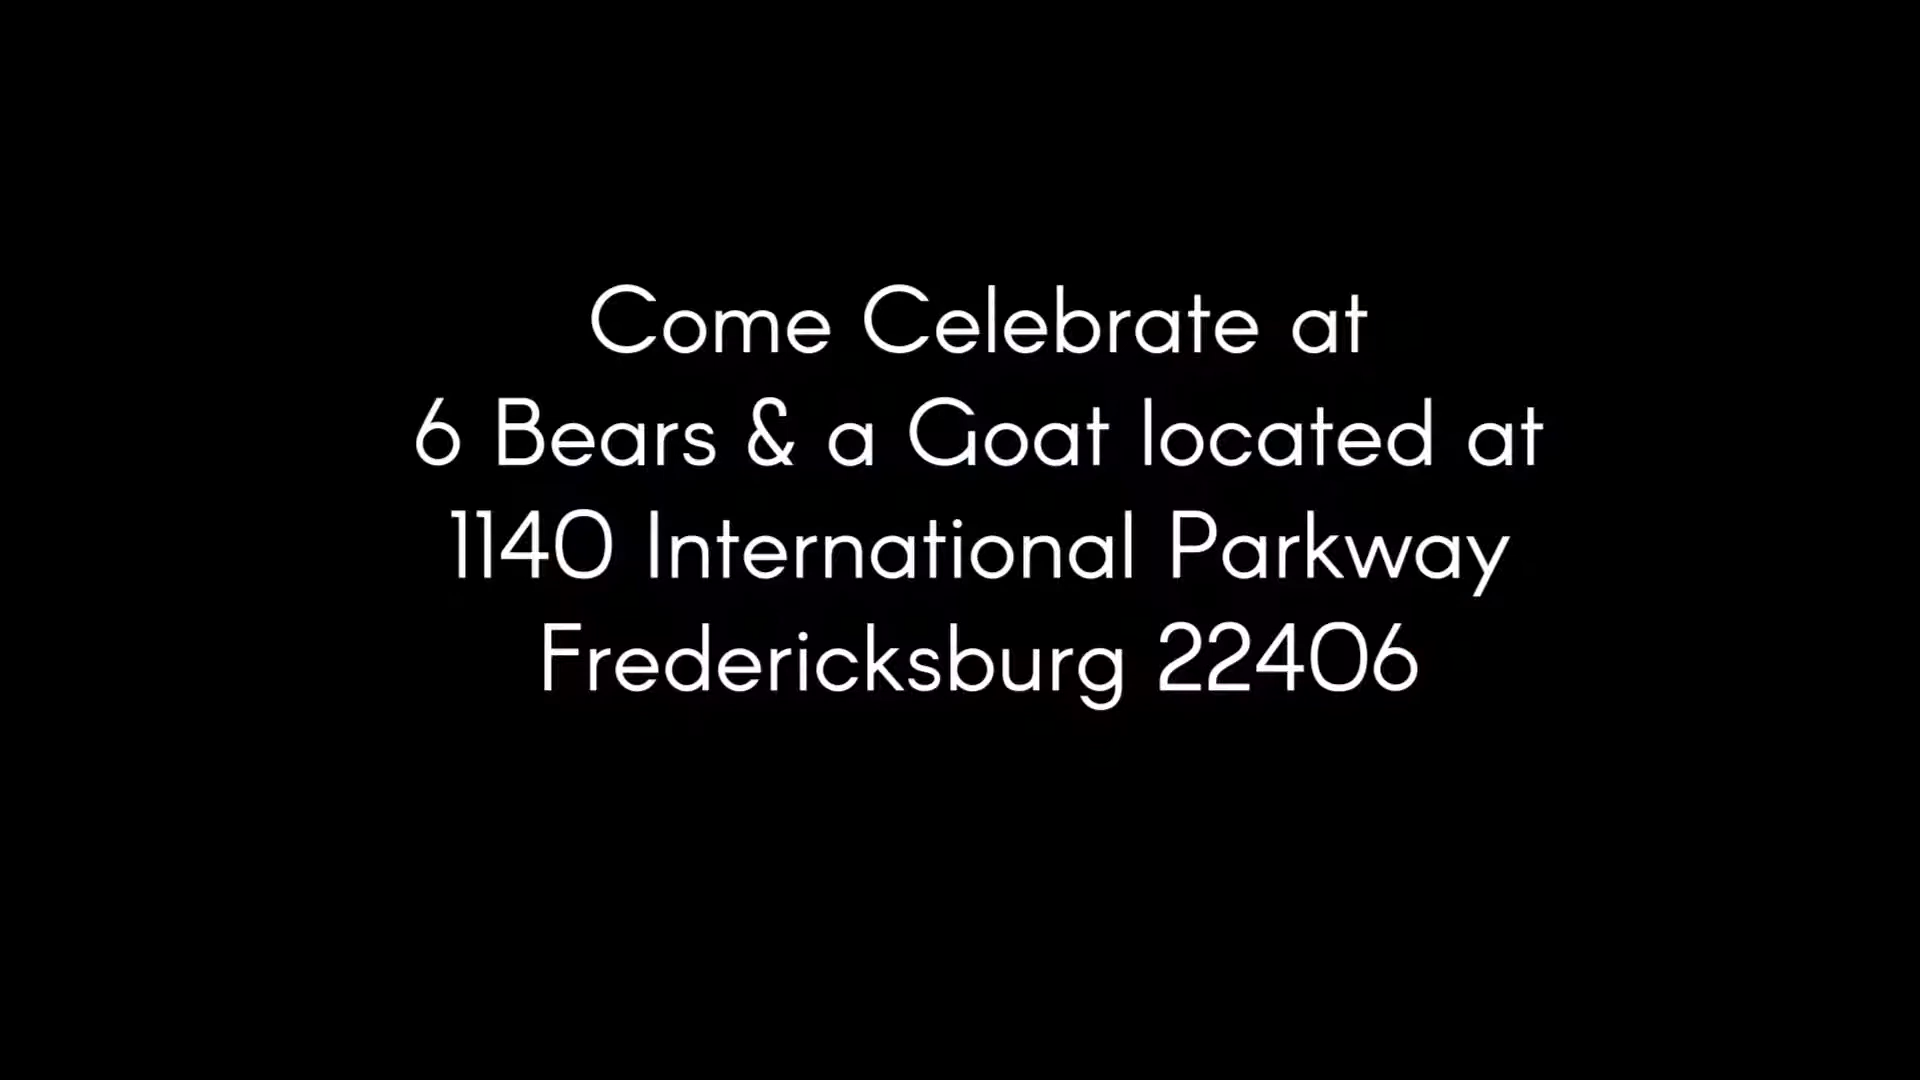 Come Celebrate at
6 Bears & a Goat located at
1140 International Parkway
Fredericksburg 22406